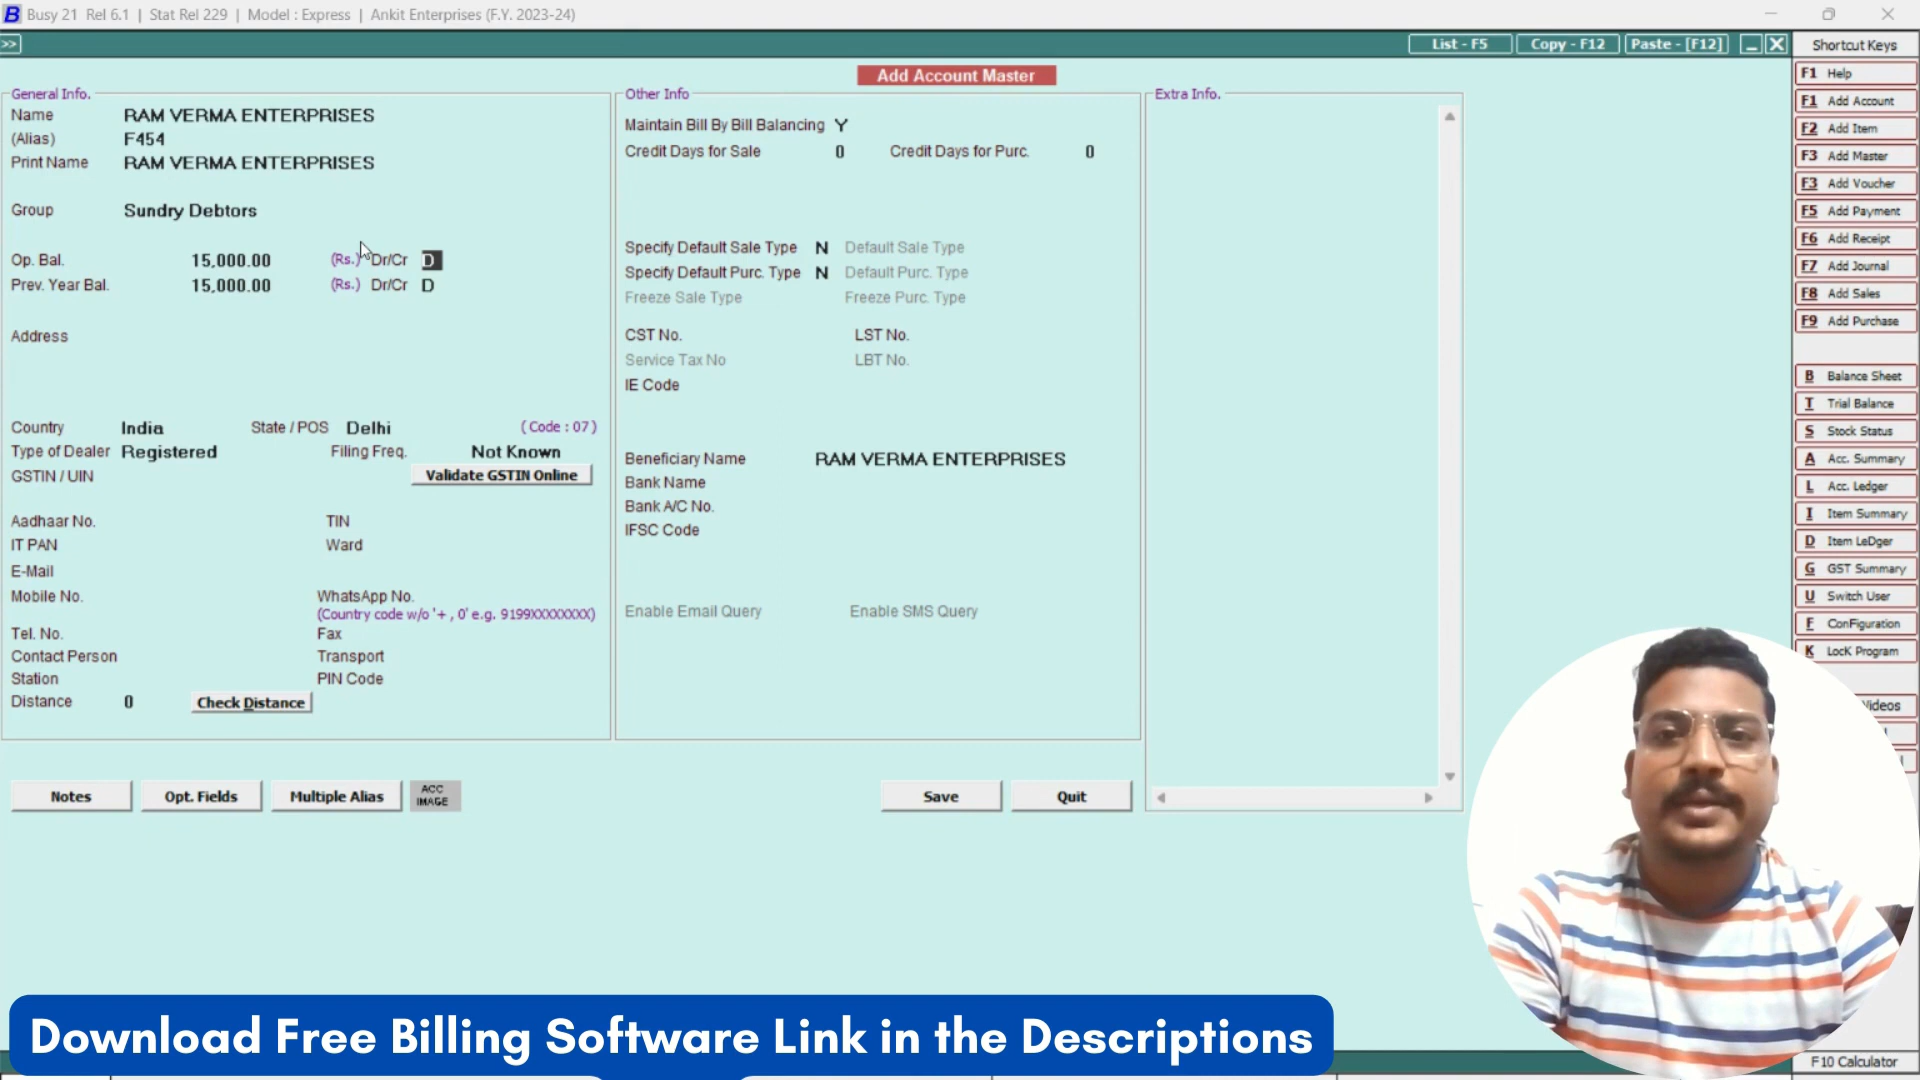 B Busy 21 Rel 6.1 | Stat Rel 229 | Model : Express | Ankit Enterprises (F.Y. 2023-24)
>> List - F5 Copy - F12 Paste - [F12] Shortcut Keys
Add Account Master
General Info. Other Info Extra Info.
Name RAM VERMA ENTERPRISES
(Alias) F454
Print Name RAM VERMA ENTERPRISES
Group Sundry Debtors
Op. Bal. 15,000.00 (Rs.) Dr/Cr D
Prev. Year Bal. 15,000.00 (Rs.) Dr/Cr D
Address
Country India State / POS Delhi ( Code : 07 )
Type of Dealer Registered Filing Freq. Not Known
GSTIN / UIN Validate GSTIN Online
Aadhaar No. TIN
IT PAN Ward
E-Mail
Mobile No. WhatsApp No.
(Country code w/o '+ , 0' e.g. 9199XXXXXXXX)
Tel. No. Fax
Contact Person Transport
Station PIN Code
Distance 0 Check Distance
Maintain Bill By Bill Balancing Y
Credit Days for Sale 0 Credit Days for Purc. 0
Specify Default Sale Type N Default Sale Type
Specify Default Purc. Type N Default Purc. Type
Freeze Sale Type Freeze Purc. Type
CST No. LST No.
Service Tax No LBT No.
IE Code
Beneficiary Name RAM VERMA ENTERPRISES
Bank Name
Bank A/C No.
IFSC Code
Enable Email Query Enable SMS Query
Notes Opt. Fields Multiple Alias ACC IMAGE Save Quit
F1 Help
F1 Add Account
F2 Add Item
F3 Add Master
F3 Add Voucher
F5 Add Payment
F6 Add Receipt
F7 Add Journal
F8 Add Sales
F9 Add Purchase
B Balance Sheet
T Trial Balance
S Stock Status
A Acc. Summary
L Acc. Ledger
I Item Summary
D Item LeDger
G GST Summary
U Switch User
F ConFiguration
K LocK Program
Videos
F10 Calculator
Download Free Billing Software Link in the Descriptions